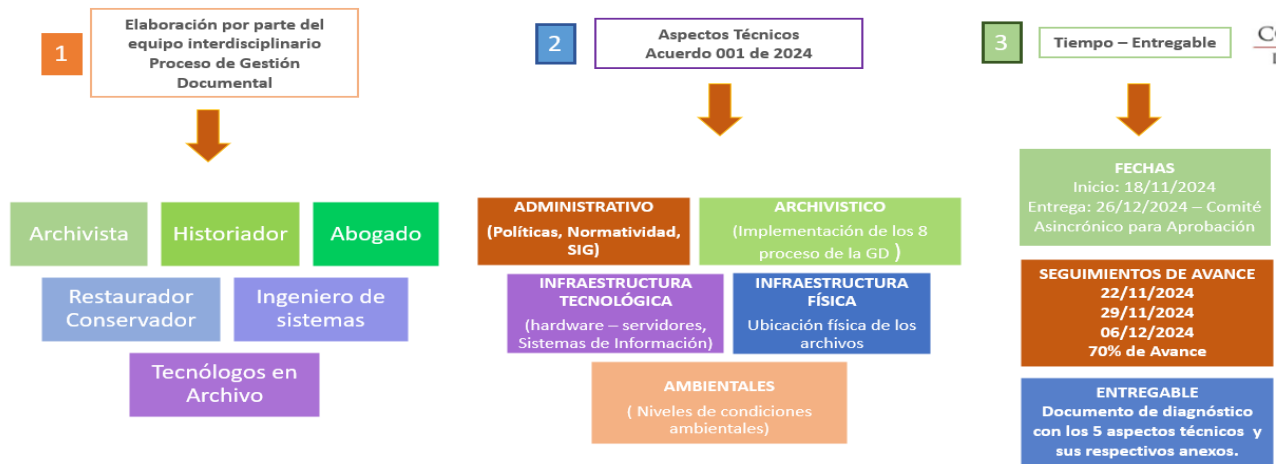 1
Elaboración por parte del
equipo interdisciplinario
Proceso de Gestión
Documental
Archivista
Historiador
Abogado
Restaurador
Conservador
Ingeniero de
sistemas
Tecnólogos en
Archivo
2
Aspectos Técnicos
Acuerdo 001 de 2024
ADMINISTRATIVO
(Políticas, Normatividad,
SIG)
ARCHIVISTICO
(Implementación de los 8
proceso de la GD )
INFRAESTRUCTURA
TECNOLÓGICA
(hardware – servidores,
Sistemas de Información)
INFRAESTRUCTURA
FÍSICA
Ubicación física de los
archivos
AMBIENTALES
( Niveles de condiciones
ambientales)
3
Tiempo – Entregable
FECHAS
Inicio: 18/11/2024
Entrega: 26/12/2024 – Comité
Asincrónico para Aprobación
SEGUIMIENTOS DE AVANCE
22/11/2024
29/11/2024
06/12/2024
70% de Avance
ENTREGABLE
Documento de diagnóstico
con los 5 aspectos técnicos y
sus respectivos anexos.